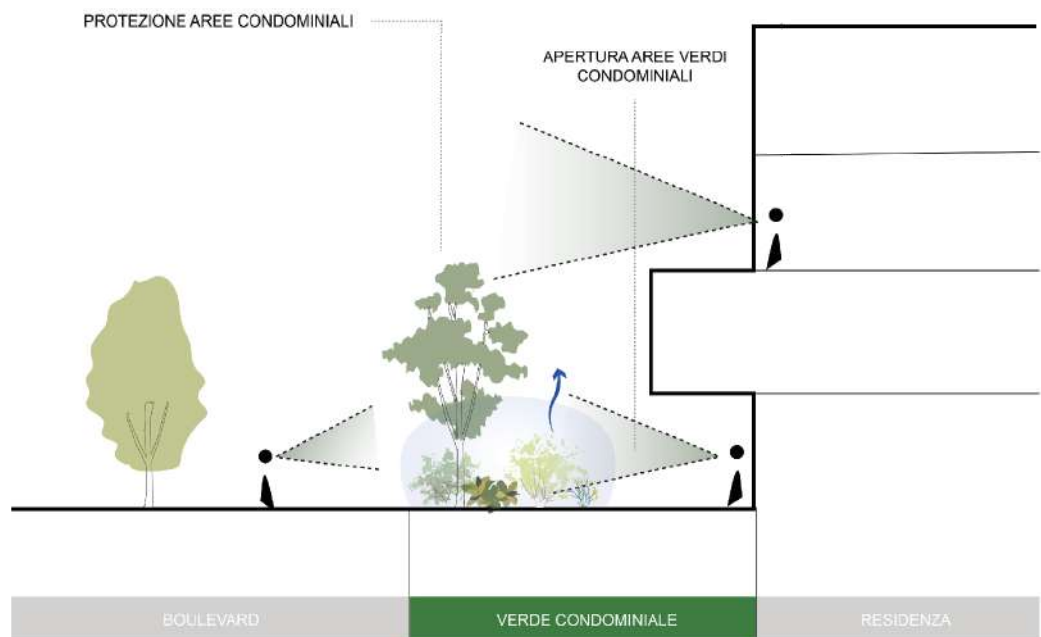 PROTEZIONE AREE CONDOMINIALI
APERTURA AREE VERDI
CONDOMINIALI
BOULEVARD
VERDE CONDOMINIALE
RESIDENZA